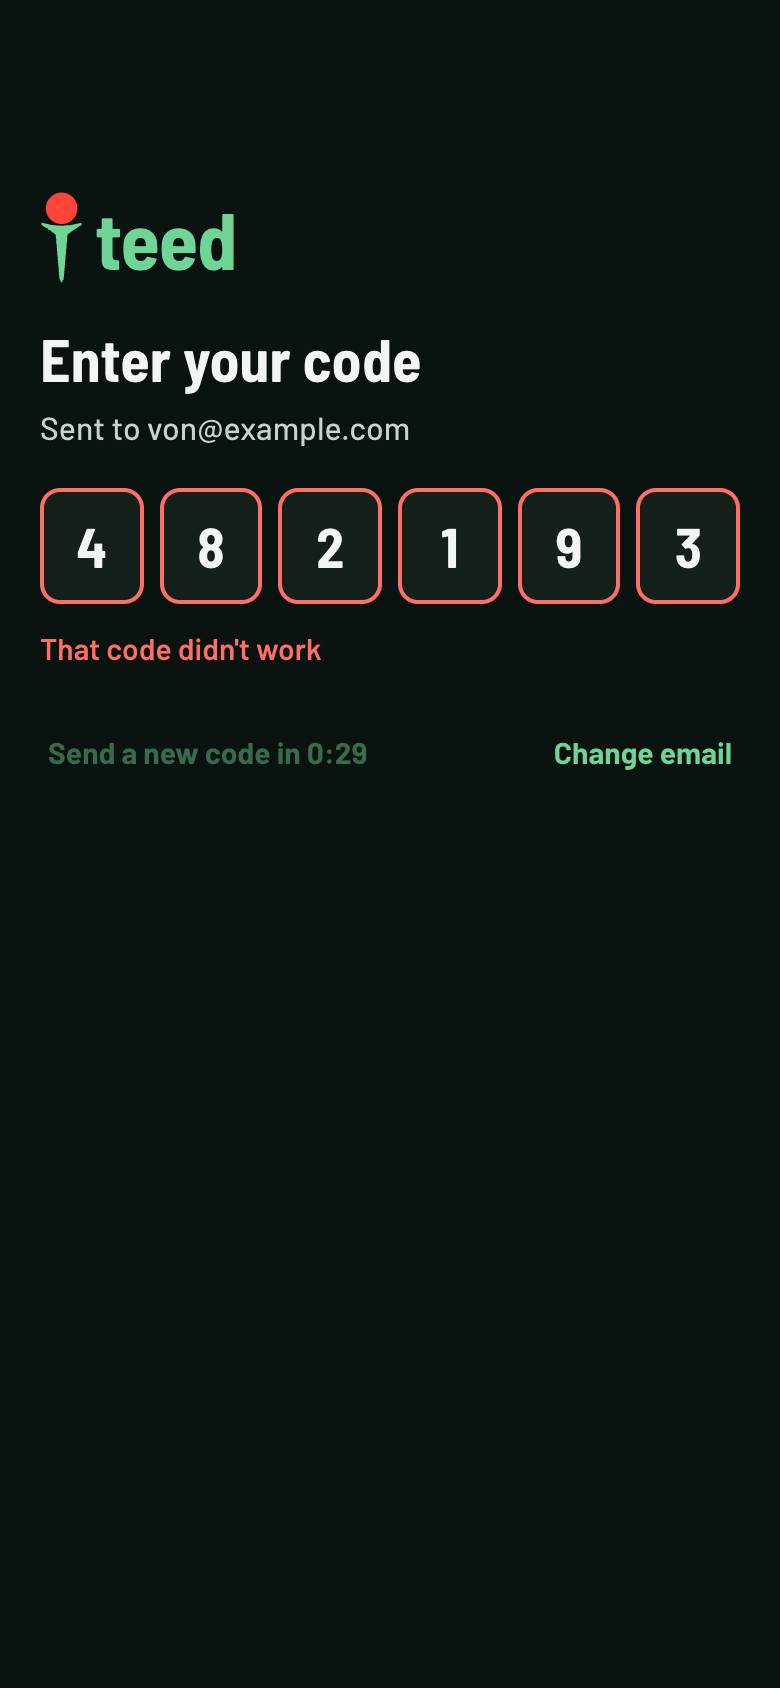 teed
Enter your code
Sent to von@example.com
4 8 2 1 9 3
That code didn't work
Send a new code in 0:29 Change email